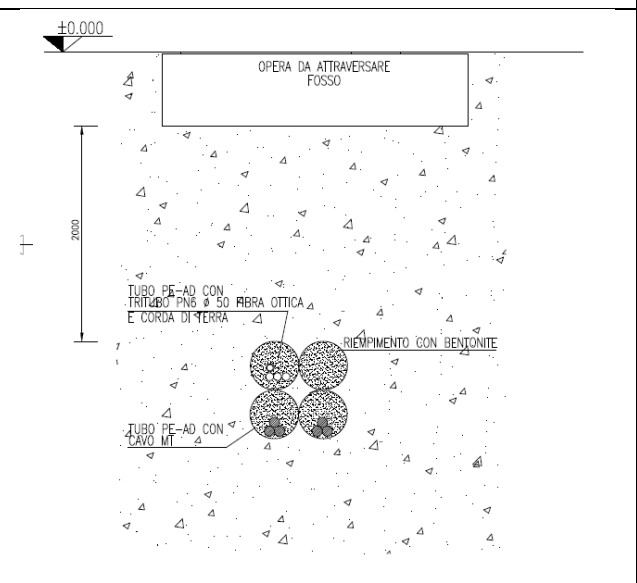 ±0.000
OPERA DA ATTRAVERSARE
FOSSO
2000
TUBO PE-AD CON
TRITUBO PN6 ø 50 FIBRA OTTICA
E CORDA DI TERRA
RIEMPIMENTO CON BENTONITE
TUBO PE-AD CON
CAVO MT